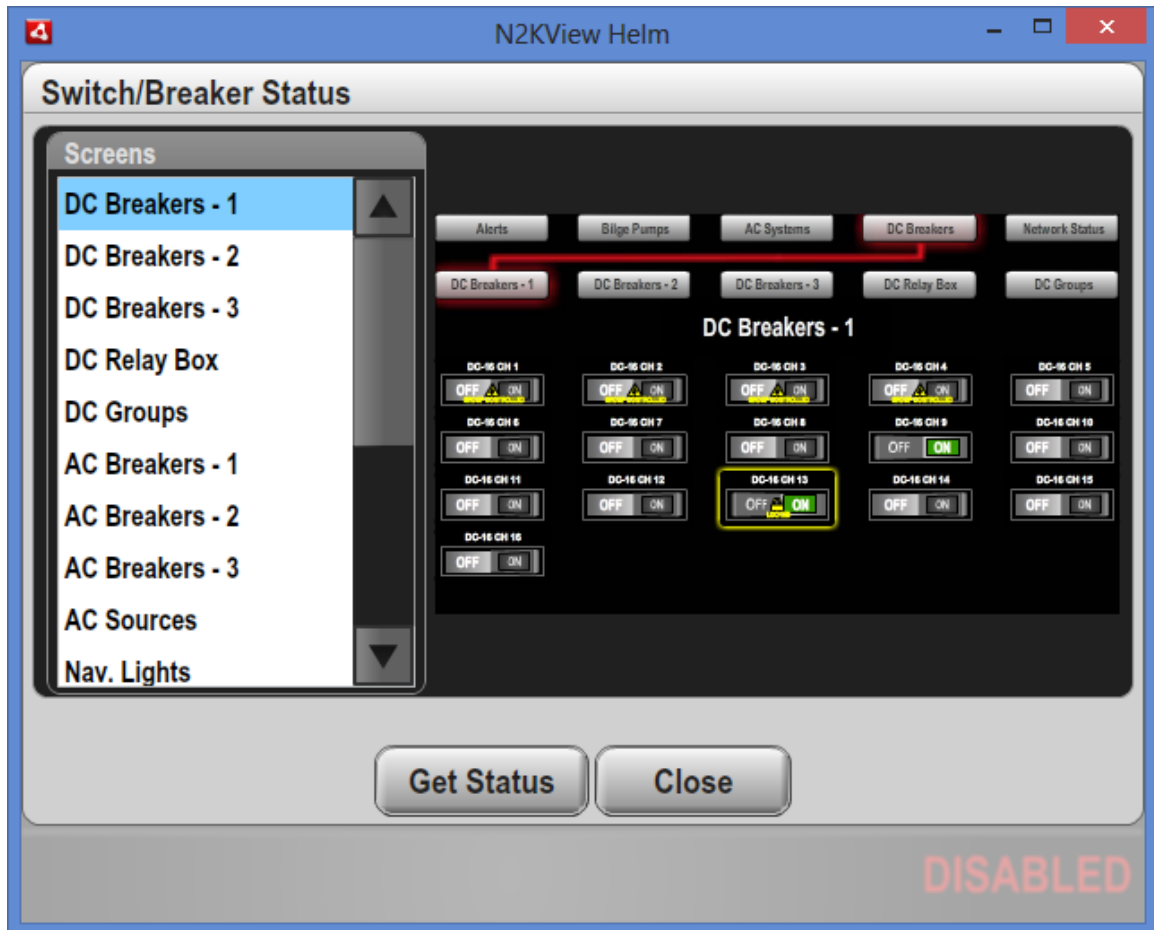 N2KView Helm
Switch/Breaker Status
Screens
DC Breakers - 1
DC Breakers - 2
DC Breakers - 3
DC Relay Box
DC Groups
AC Breakers - 1
AC Breakers - 2
AC Breakers - 3
AC Sources
Nav. Lights
Alerts Bilge Pumps AC Systems DC Breakers Network Status
DC Breakers - 1 DC Breakers - 2 DC Breakers - 3 DC Relay Box DC Groups
DC Breakers - 1
DC-16 CH 1 DC-16 CH 2 DC-16 CH 3 DC-16 CH 4 DC-16 CH 5
OFF ON OFF ON OFF ON OFF ON OFF ON
DC-16 CH 6 DC-16 CH 7 DC-16 CH 8 DC-16 CH 9 DC-16 CH 10
OFF ON OFF ON OFF ON OFF ON OFF ON
DC-16 CH 11 DC-16 CH 12 DC-16 CH 13 DC-16 CH 14 DC-16 CH 15
OFF ON OFF ON OFF ON OFF ON OFF ON
LOCKED
DC-16 CH 16
OFF ON
Get Status Close
DISABLED